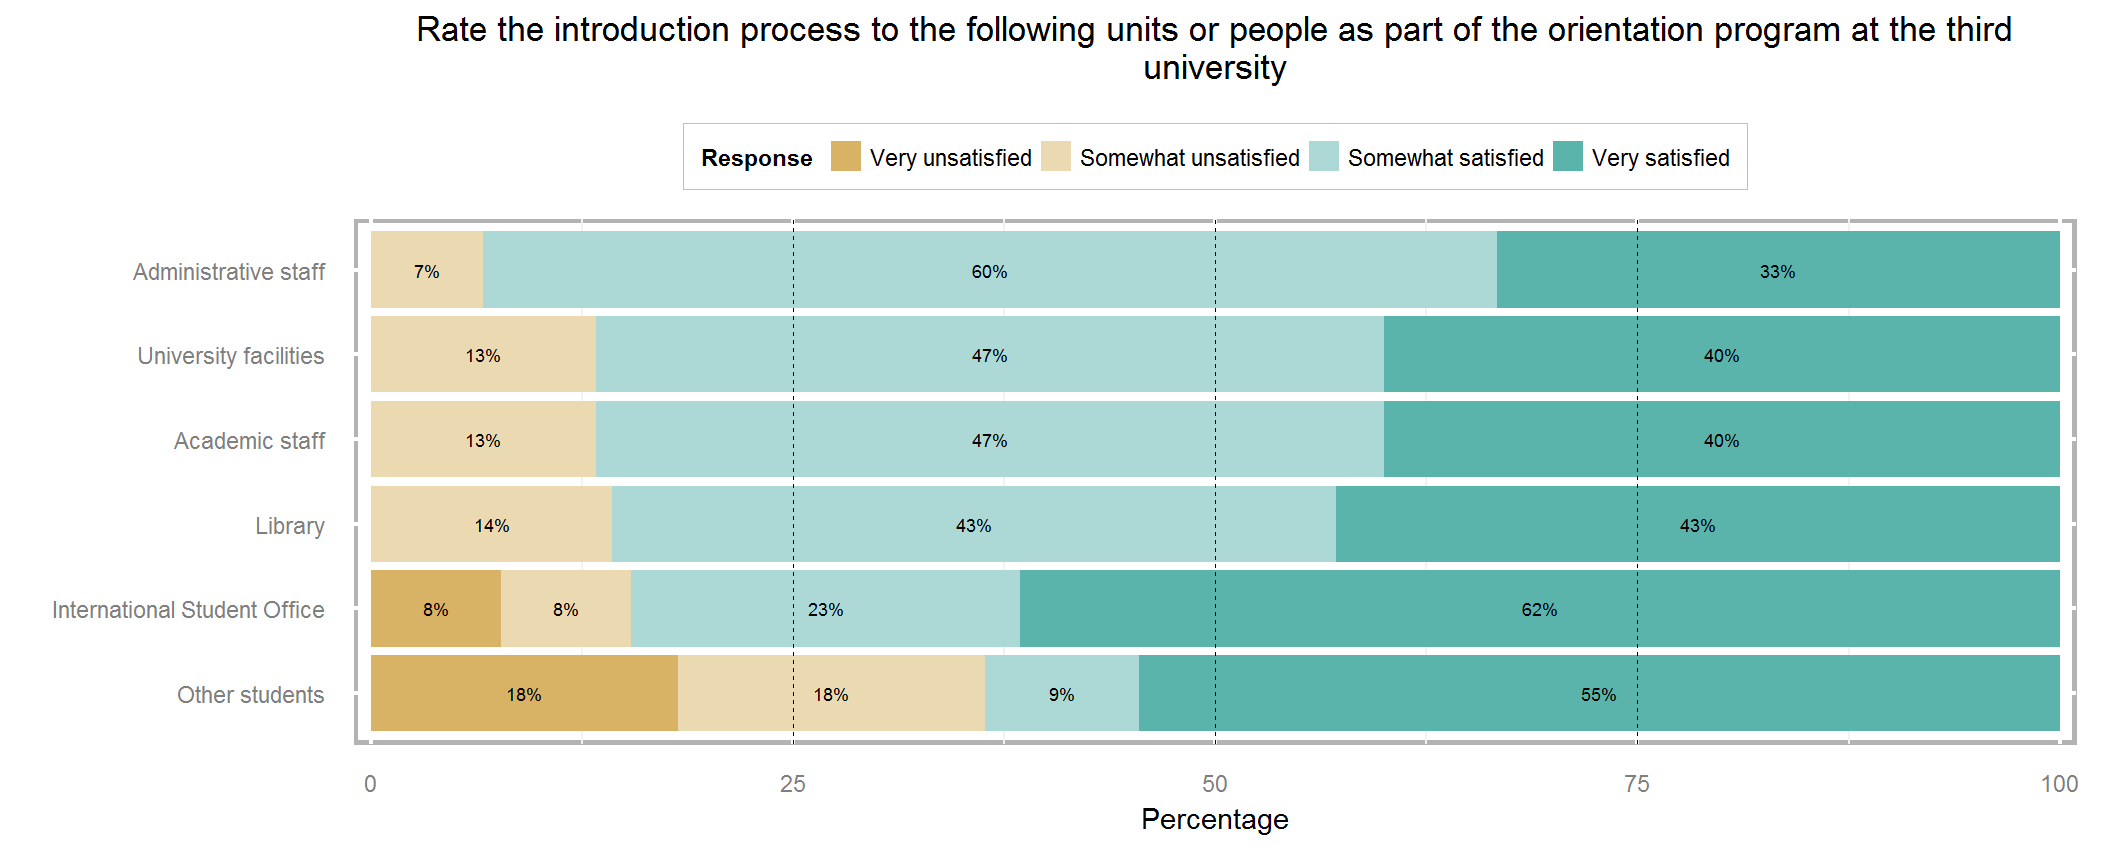 Rate the introduction process to the following units or people as part of the orientation program at the third
university
Response Very unsatisfied Somewhat unsatisfied Somewhat satisfied Very satisfied
Administrative staff 7% 60% 33%
University facilities 13% 47% 40%
Academic staff 13% 47% 40%
Library 14% 43% 43%
International Student Office 8% 8% 23% 62%
Other students 18% 18% 9% 55%
0 25 50 75 100
Percentage